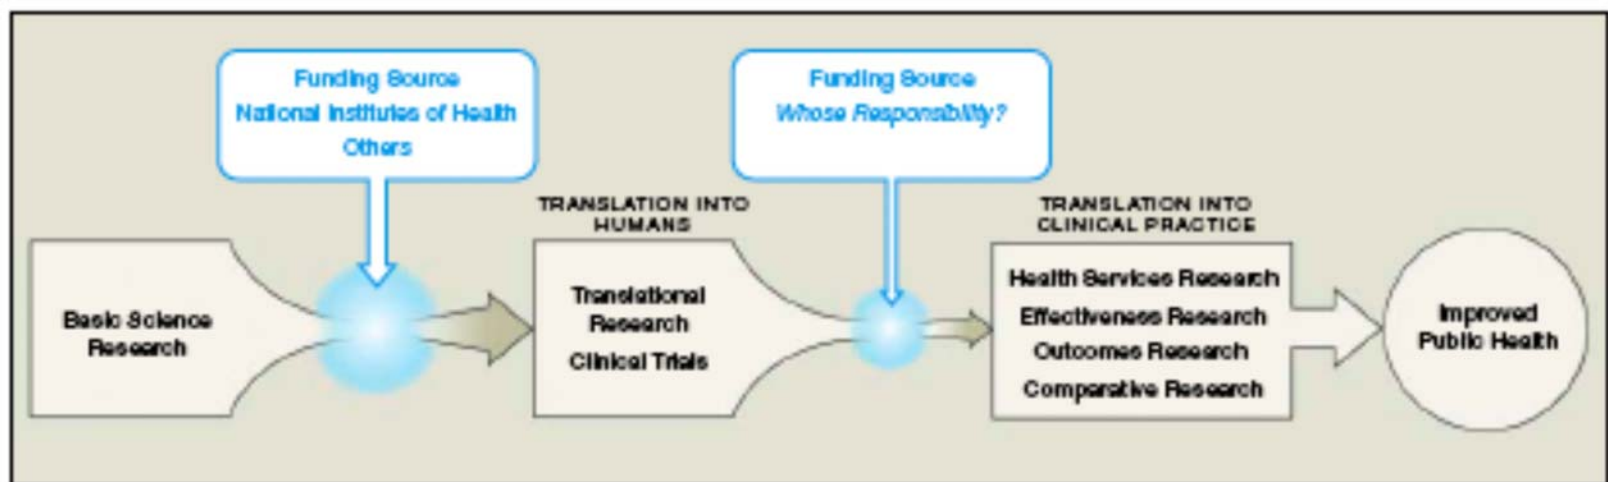 Funding Source
National Institutes of Health
Others
Funding Source
Whose Responsibility?
TRANSLATION INTO
HUMANS
TRANSLATION INTO
CLINICAL PRACTICE
Basic Science
Research
Translational
Research
Clinical Trials
Health Services Research
Effectiveness Research
Outcomes Research
Comparative Research
Improved
Public Health